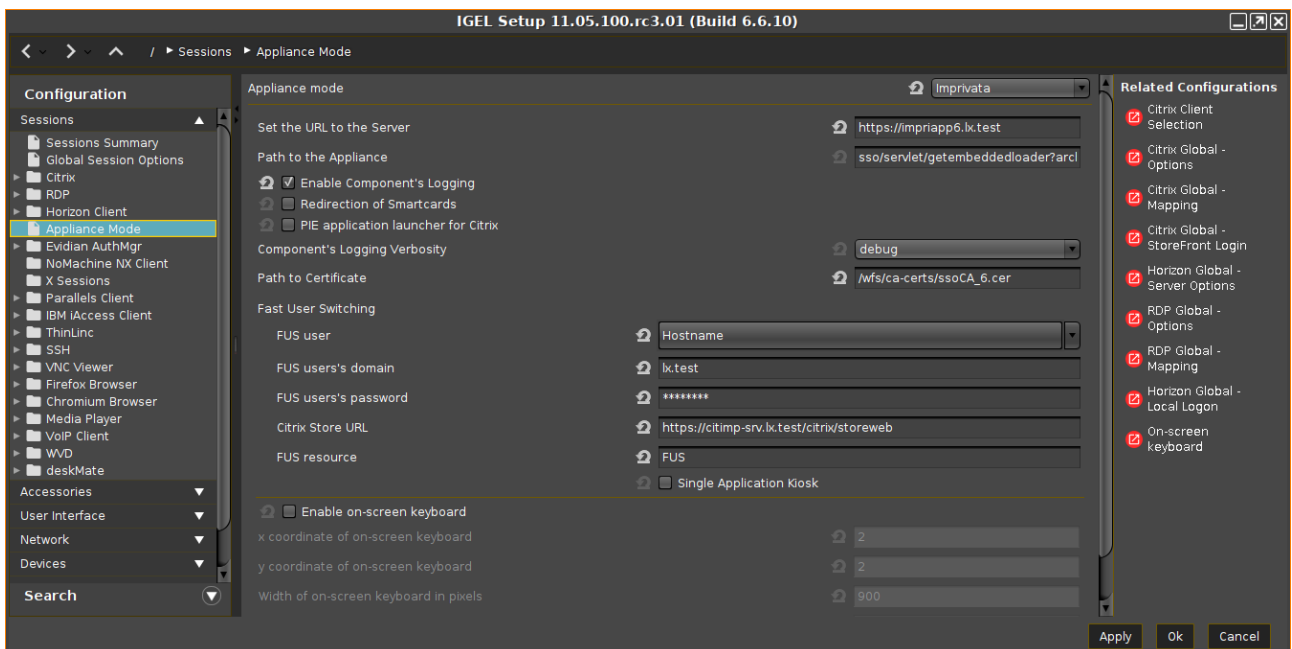 IGEL Setup 11.05.100.rc3.01 (Build 6.6.10)
/ Sessions Appliance Mode
Configuration
Sessions
Sessions Summary
Global Session Options
Citrix
RDP
Horizon Client
Appliance Mode
Evidian AuthMgr
NoMachine NX Client
X Sessions
Parallels Client
IBM iAccess Client
ThinLinc
SSH
VNC Viewer
Firefox Browser
Chromium Browser
Media Player
VoIP Client
WVD
deskMate
Accessories
User Interface
Network
Devices
Search
Appliance mode
Imprivata
Set the URL to the Server
https://impriapp6.lx.test
Path to the Appliance
sso/servlet/getembeddedloader?arcl
Enable Component's Logging
Redirection of Smartcards
PIE application launcher for Citrix
Component's Logging Verbosity
debug
Path to Certificate
/wfs/ca-certs/ssoCA_6.cer
Fast User Switching
FUS user
Hostname
FUS users's domain
lx.test
FUS users's password
********
Citrix Store URL
https://citimp-srv.lx.test/citrix/storeweb
FUS resource
FUS
Single Application Kiosk
Enable on-screen keyboard
x coordinate of on-screen keyboard
2
y coordinate of on-screen keyboard
2
Width of on-screen keyboard in pixels
900
Related Configurations
Citrix Client
Selection
Citrix Global -
Options
Citrix Global -
Mapping
Citrix Global -
StoreFront Login
Horizon Global -
Server Options
RDP Global -
Options
RDP Global -
Mapping
Horizon Global -
Local Logon
On-screen
keyboard
Apply
Ok
Cancel